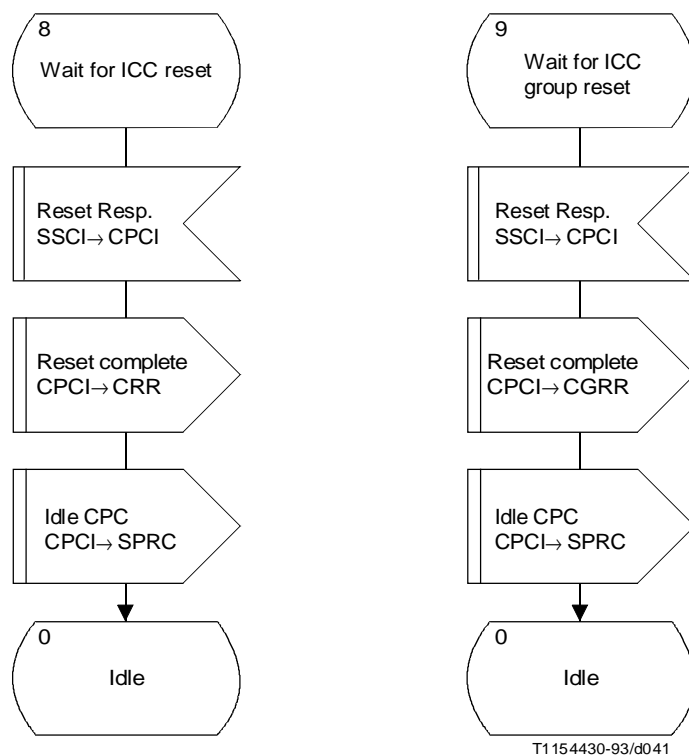 8
Wait for ICC reset
Reset Resp.
SSCI→ CPCI
Reset complete
CPCI→ CRR
Idle CPC
CPCI→ SPRC
0
Idle
9
Wait for ICC
group reset
Reset Resp.
SSCI→ CPCI
Reset complete
CPCI→ CGRR
Idle CPC
CPCI→ SPRC
0
Idle
T1154430-93/d041